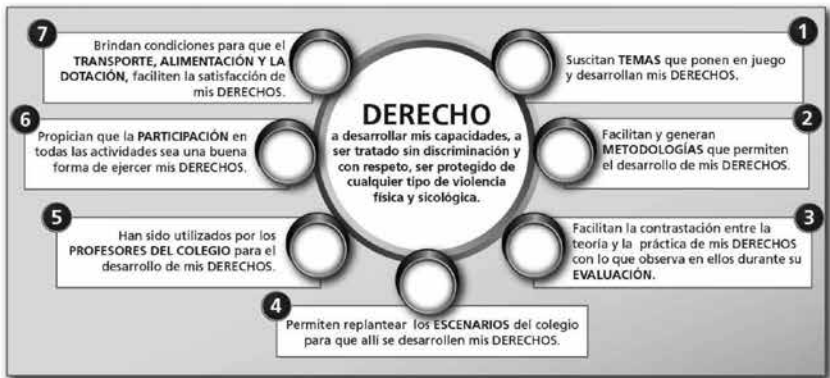 DERECHO
a desarrollar mis capacidades, a
ser tratado sin discriminación y
con respeto, ser protegido de
cualquier tipo de violencia
física y sicológica.
1
Suscitan TEMAS que ponen en juego
y desarrollan mis DERECHOS.
2
Facilitan y generan
METODOLOGÍAS que permiten
el desarrollo de mis DERECHOS.
3
Facilitan la contrastación entre la
teoría y la práctica de mis DERECHOS
con lo que observa en ellos durante su
EVALUACIÓN.
4
Permiten replantear los ESCENARIOS del colegio
para que allí se desarrollen mis DERECHOS.
5
Han sido utilizados por los
PROFESORES DEL COLEGIO para el
desarrollo de mis DERECHOS.
6
Propician que la PARTICIPACIÓN en
todas las actividades sea una buena
forma de ejercer mis DERECHOS.
7
Brindan condiciones para que el
TRANSPORTE, ALIMENTACIÓN Y LA
DOTACIÓN, faciliten la satisfacción de
mis DERECHOS.